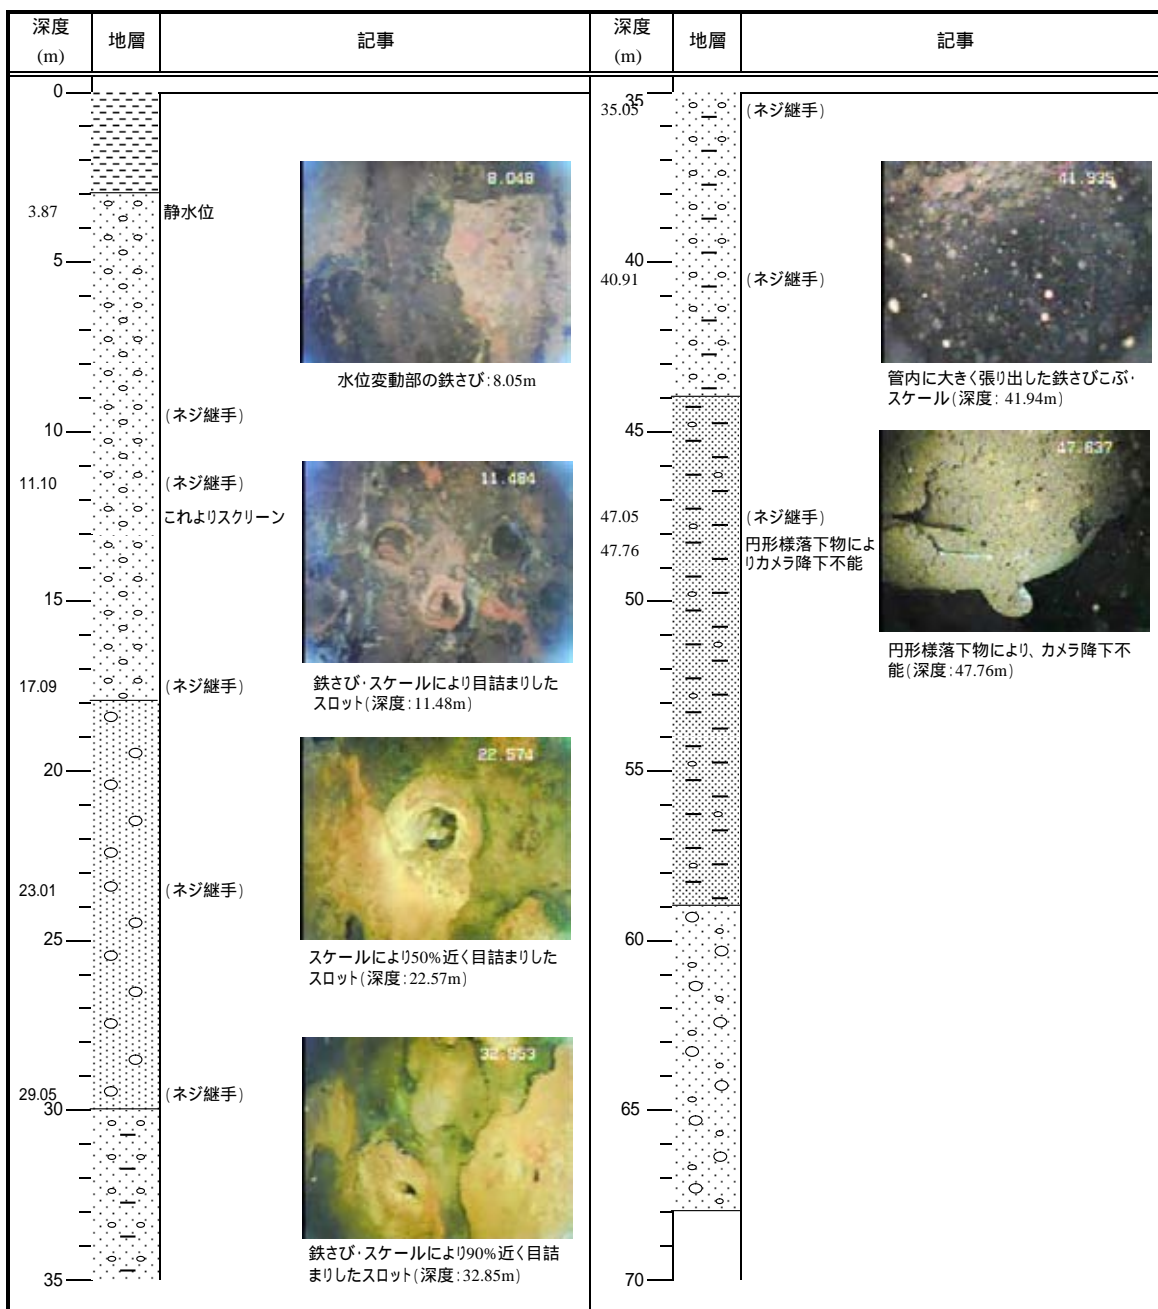 深度
(m)
地層
記事
深度
(m)
地層
記事
0
3.87
静水位
8.048
5
水位変動部の鉄さび:8.05m
(ネジ継手)
10
11.10
(ネジ継手)
11.484
これよりスクリーン
15
17.09
(ネジ継手)
鉄さび・スケールにより目詰まりした
スロット(深度:11.48m)
20
22.574
23.01
(ネジ継手)
25
スケールにより50%近く目詰まりした
スロット(深度:22.57m)
29.05
(ネジ継手)
30
32.853
鉄さび・スケールにより90%近く目詰
まりしたスロット(深度:32.85m)
35
35
35.05
(ネジ継手)
41.935
40
40.91
(ネジ継手)
管内に大きく張り出した鉄さびこぶ・
スケール(深度: 41.94m)
45
47.637
47.05
(ネジ継手)
47.76
円形様落下物によ
りカメラ降下不能
50
円形様落下物により、カメラ降下不
能(深度:47.76m)
55
60
65
70